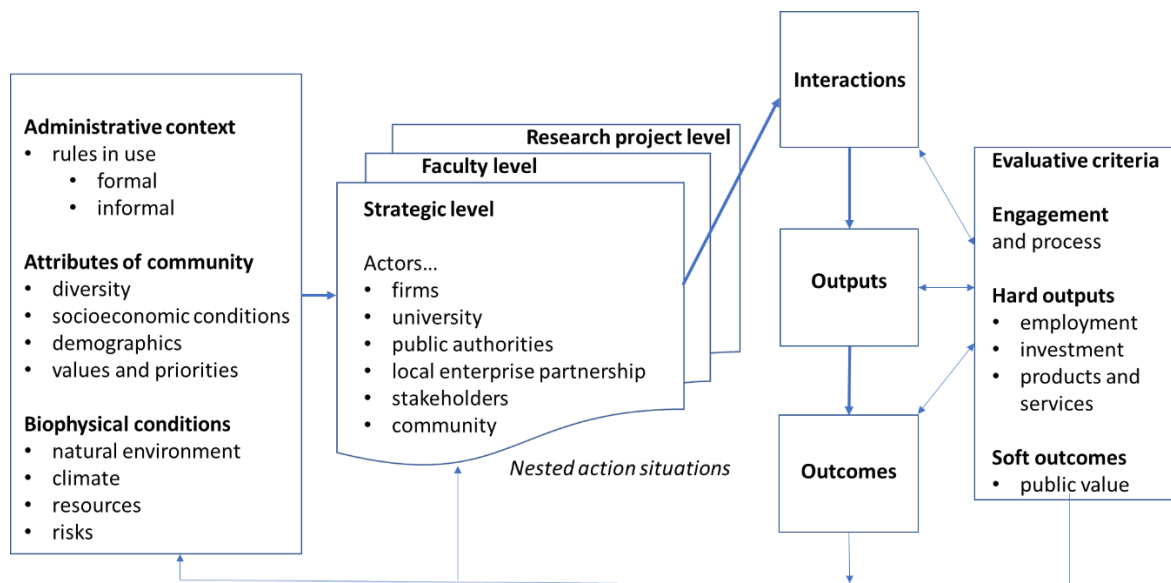 Administrative context
• rules in use
• formal
• informal
Attributes of community
• diversity
• socioeconomic conditions
• demographics
• values and priorities
Biophysical conditions
• natural environment
• climate
• resources
• risks
Research project level
Faculty level
Strategic level
Actors…
• firms
• university
• public authorities
• local enterprise partnership
• stakeholders
• community
Nested action situations
Interactions
Outputs
Outcomes
Evaluative criteria
Engagement
and process
Hard outputs
• employment
• investment
• products and
services
Soft outcomes
• public value